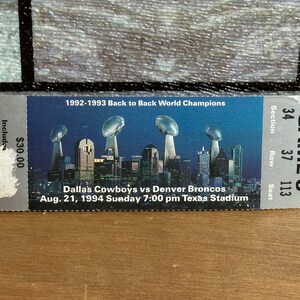 1992-1993 Back to Back World Champions
Dallas Cowboys vs Denver Broncos
Aug. 21, 1994 Sunday 7:00 pm Texas Stadium
$30.00
34
Section
37
Row
113
Seat